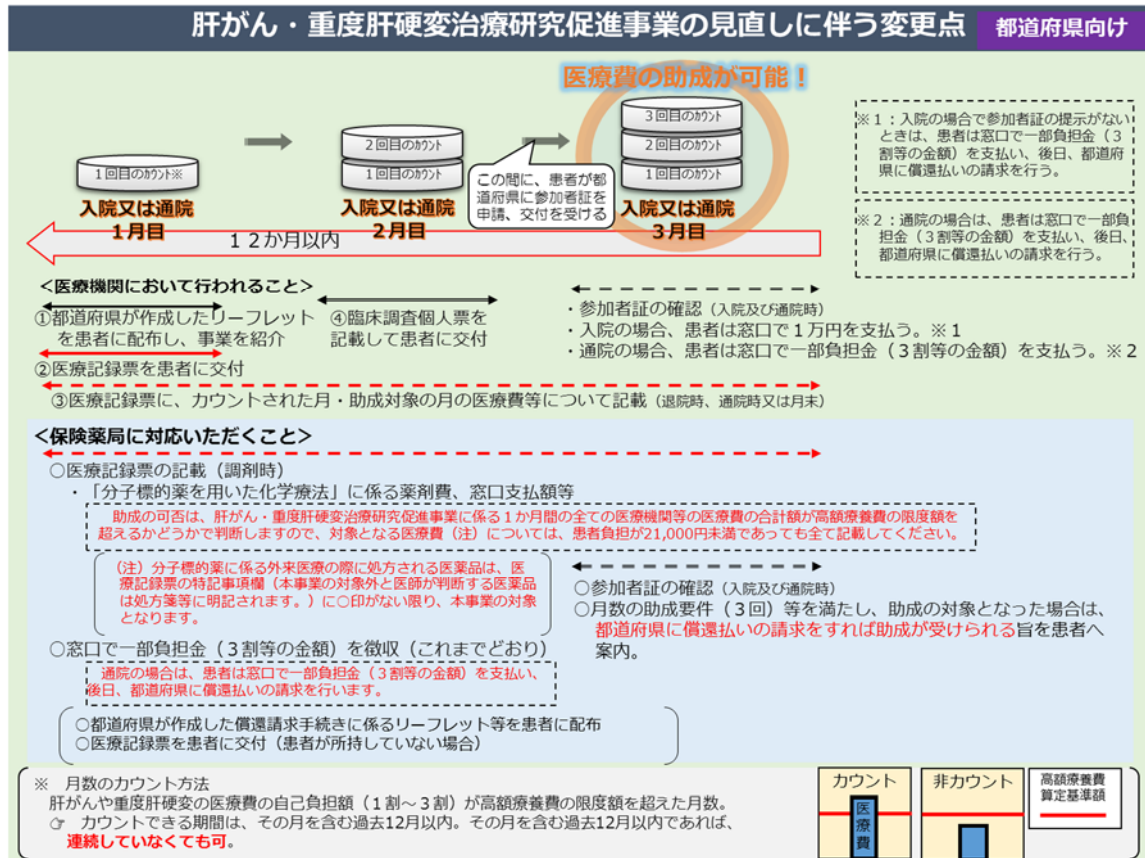 肝がん・重度肝硬変治療研究促進事業の見直しに伴う変更点
都道府県向け
医療費の助成が可能！
1回目のカウント※
入院又は通院
1月目
2回目のカウント
1回目のカウント
入院又は通院
2月目
この間に、患者が都
道府県に参加者証を
申請、交付を受ける
3回目のカウント
2回目のカウント
1回目のカウント
入院又は通院
3月目
１２か月以内
※１：入院の場合で参加者証の提示がない
ときは、患者は窓口で一部負担金（３
割等の金額）を支払い、後日、都道府
県に償還払いの請求を行う。
※２：通院の場合は、患者は窓口で一部負
担金（３割等の金額）を支払い、後日、
都道府県に償還払いの請求を行う。
＜医療機関において行われること＞
①都道府県が作成したリーフレット
を患者に配布し、事業を紹介
②医療記録票を患者に交付
④臨床調査個人票を
記載して患者に交付
・参加者証の確認（入院及び通院時）
・入院の場合、患者は窓口で１万円を支払う。※１
・通院の場合、患者は窓口で一部負担金（３割等の金額）を支払う。※２
③医療記録票に、カウントされた月・助成対象の月の医療費等について記載（退院時、通院時又は月末）
＜保険薬局に対応いただくこと＞
○医療記録票の記載（調剤時）
・「分子標的薬を用いた化学療法」に係る薬剤費、窓口支払額等
助成の可否は、肝がん・重度肝硬変治療研究促進事業に係る１か月間の全ての医療機関等の医療費の合計額が高額療養費の限度額を
超えるかどうかで判断しますので、対象となる医療費（注）については、患者負担が21,000円未満であっても全て記載してください。
（注）分子標的薬に係る外来医療の際に処方される医薬品は、医
療記録票の特記事項欄（本事業の対象外と医師が判断する医薬品
は処方箋等に明記されます。）に○印がない限り、本事業の対象
となります。
○参加者証の確認（入院及び通院時）
○月数の助成要件（３回）等を満たし、助成の対象となった場合は、
都道府県に償還払いの請求をすれば助成が受けられる旨を患者へ
案内。
○窓口で一部負担金（３割等の金額）を徴収（これまでどおり）
通院の場合は、患者は窓口で一部負担金（３割等の金額）を支払い、
後日、都道府県に償還払いの請求を行います。
○都道府県が作成した償還請求手続きに係るリーフレット等を患者に配布
○医療記録票を患者に交付（患者が所持していない場合）
※　月数のカウント方法
肝がんや重度肝硬変の医療費の自己負担額（１割～３割）が高額療養費の限度額を超えた月数。
☞　カウントできる期間は、その月を含む過去12月以内。その月を含む過去12月以内であれば、
連続していなくても可。
カウント
医療費
非カウント
高額療養費
算定基準額